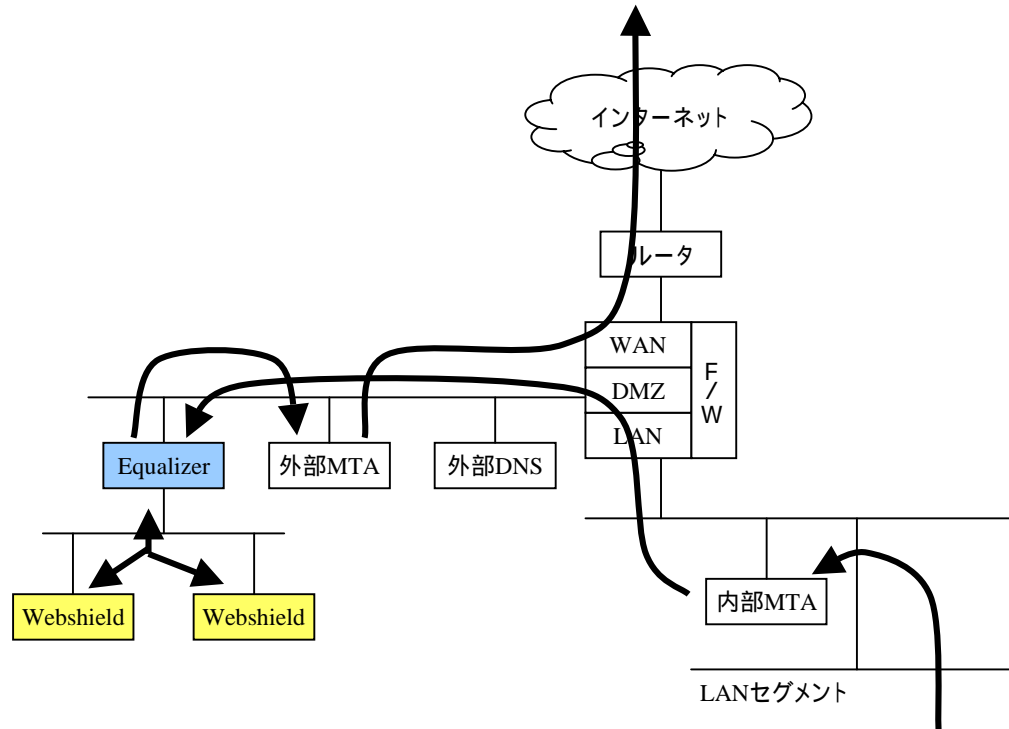 インターネット
ルータ
WAN
DMZ
LAN
F/W
Equalizer
外部MTA
外部DNS
Webshield
Webshield
内部MTA
LANセグメント